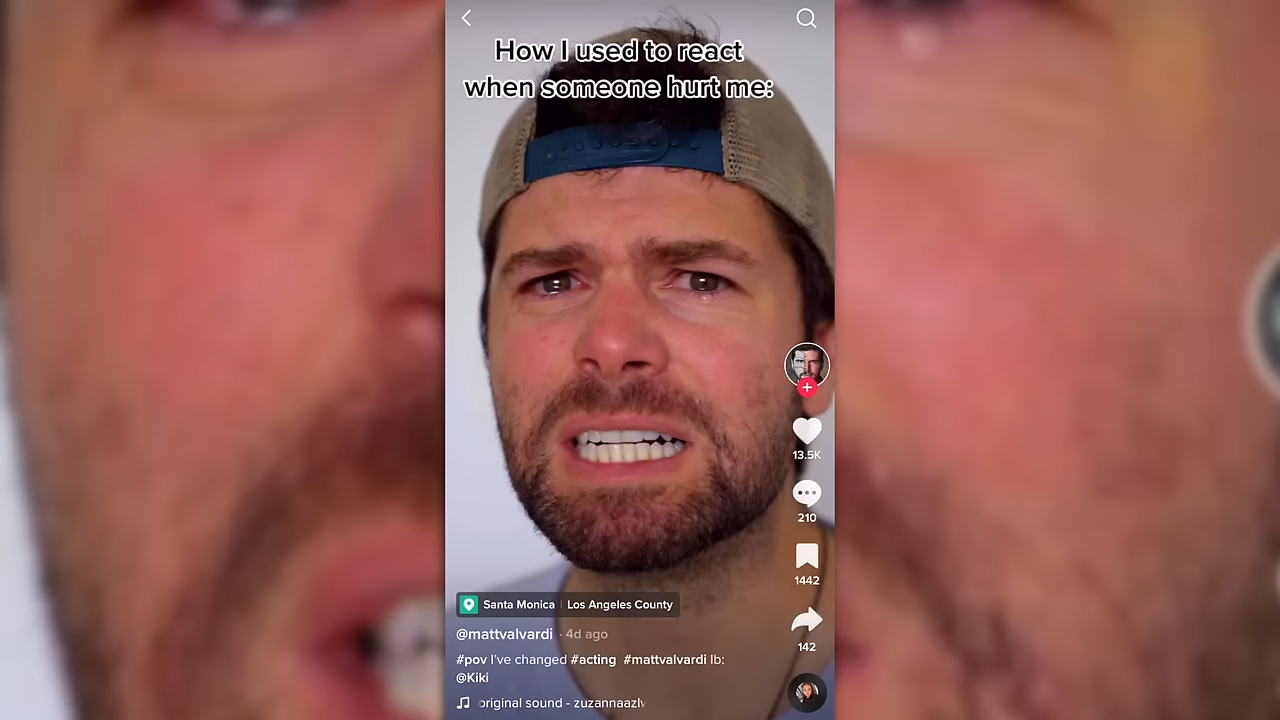 How I used to react
when someone hurt me:
13.5K
210
1442
142
Santa Monica | Los Angeles County
@mattvalvardi · 4d ago
#pov I've changed #acting #mattvalvardi Ib:
@Kiki
original sound - zuzannaazl